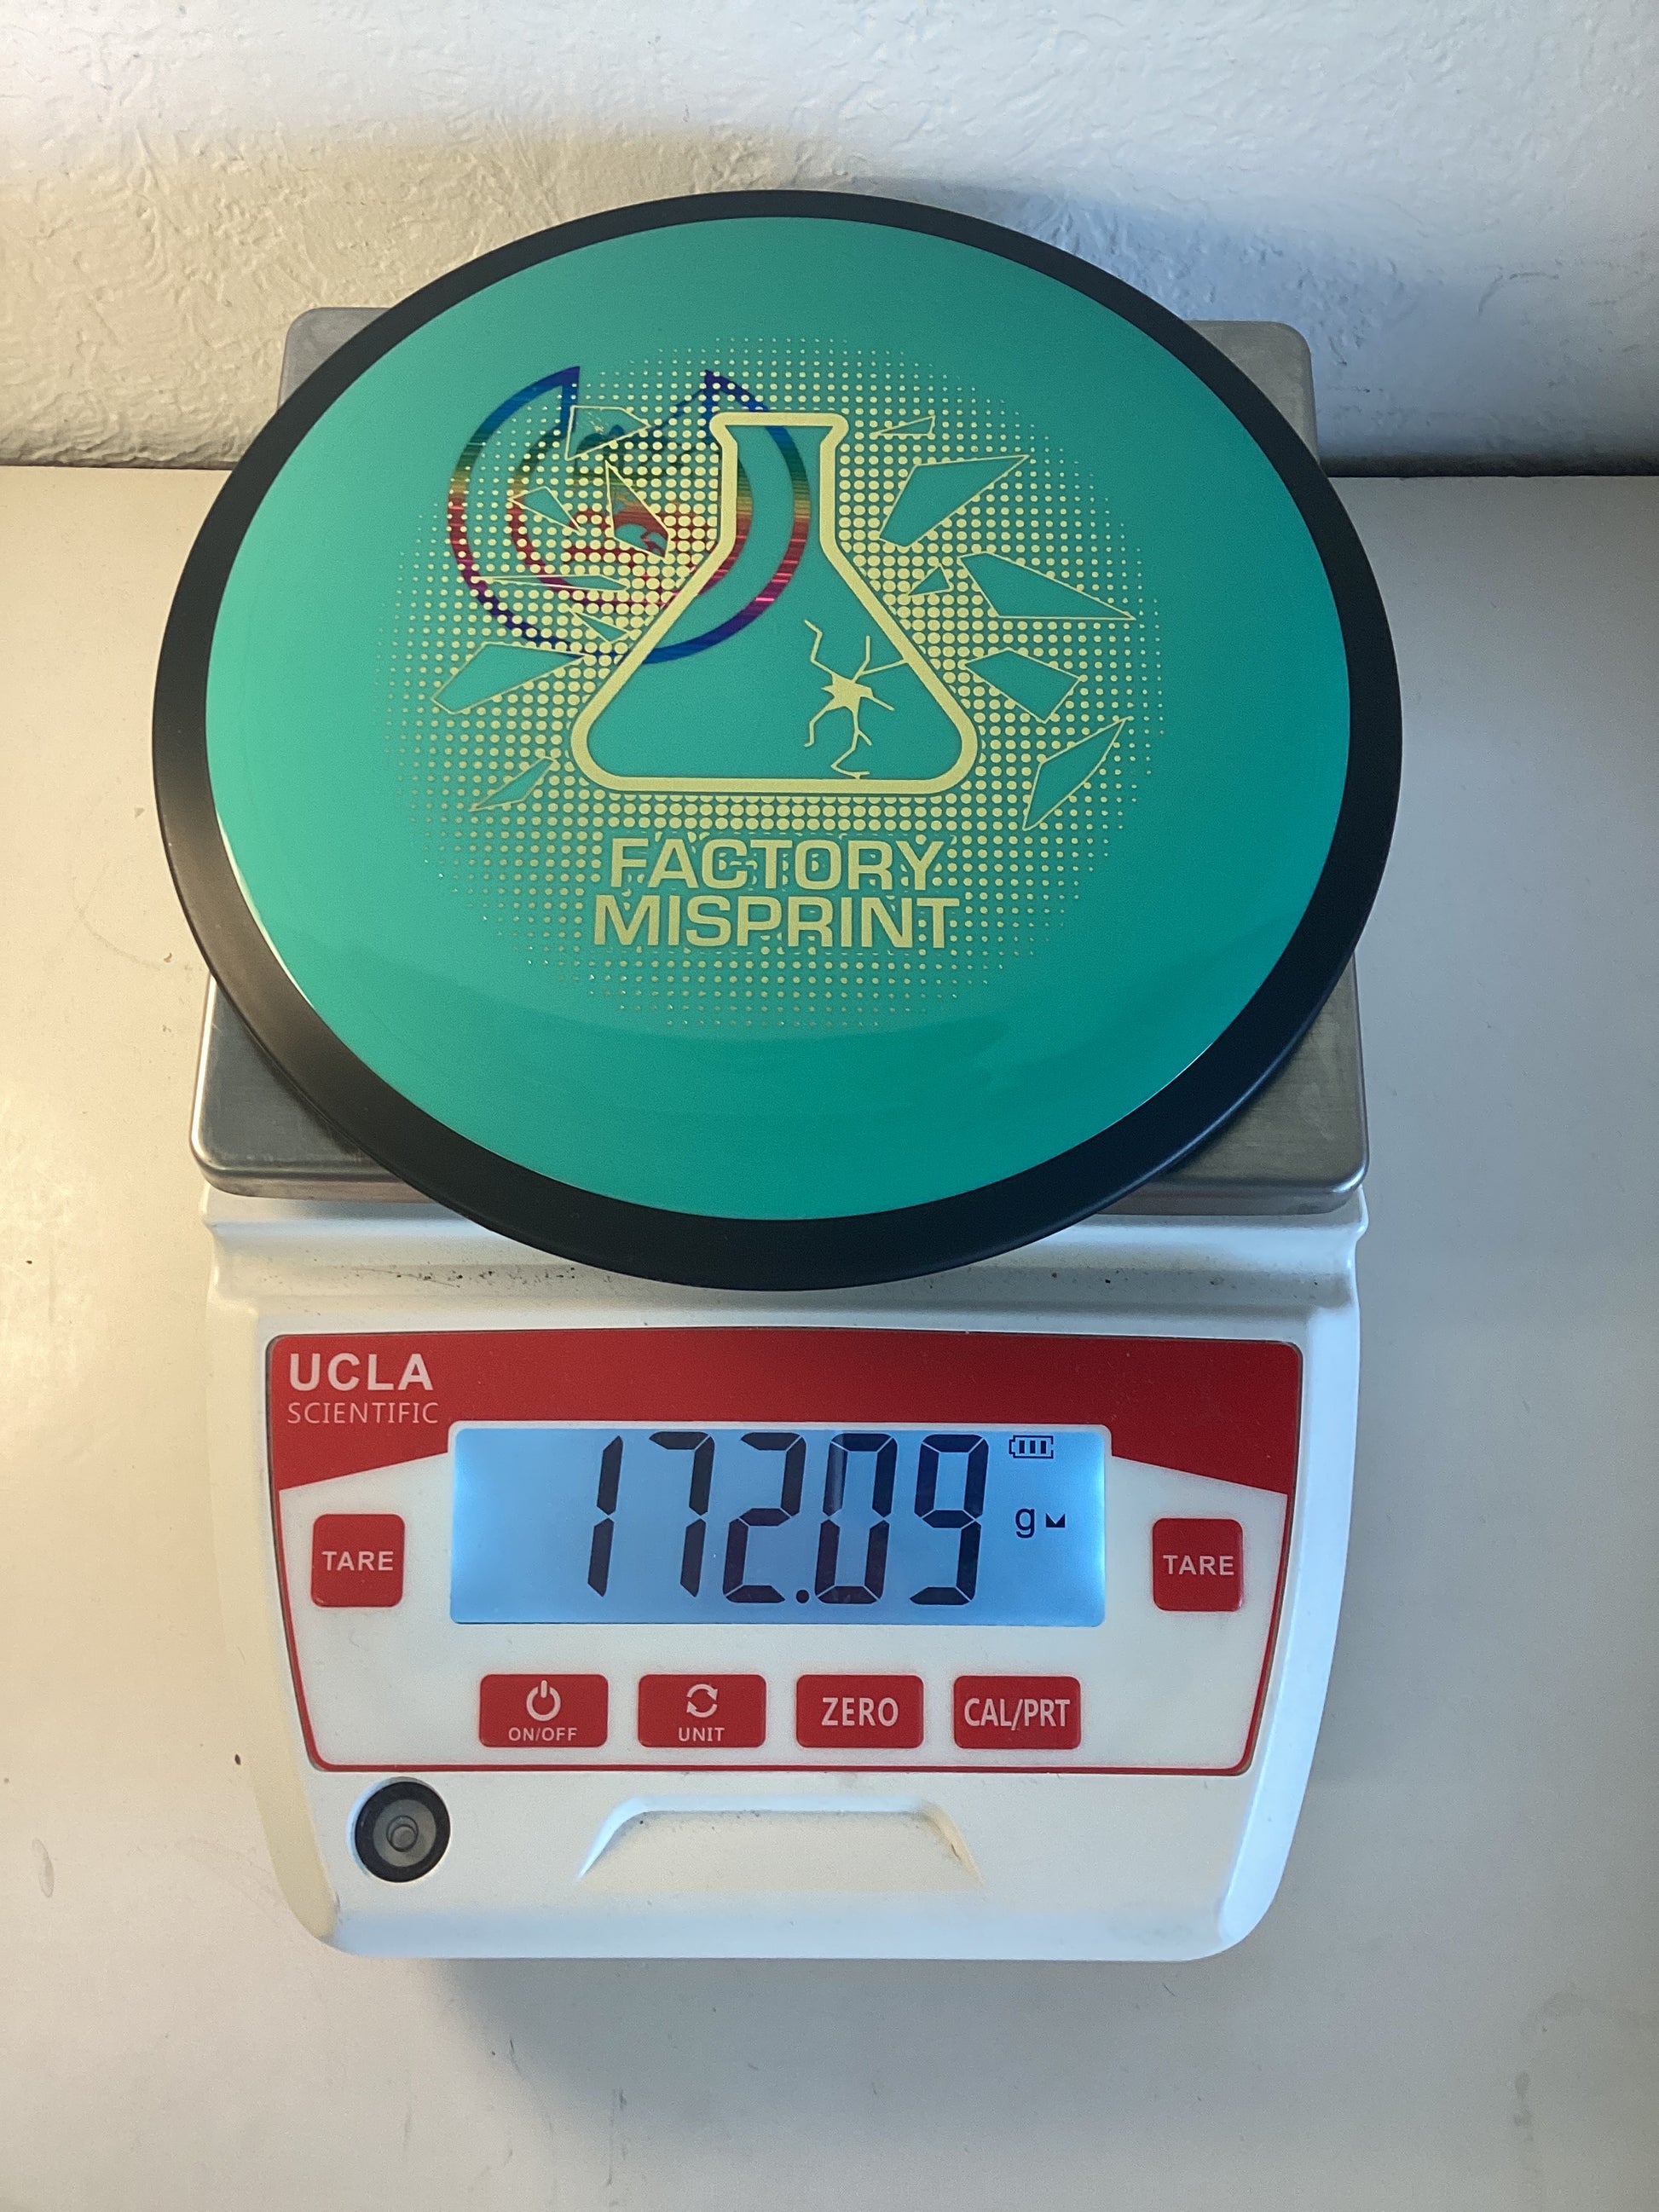 FACTORY
MISPRINT
UCLA
SCIENTIFIC
172.09
g
TARE
TARE
ON/OFF
UNIT
ZERO
CAL/PRT